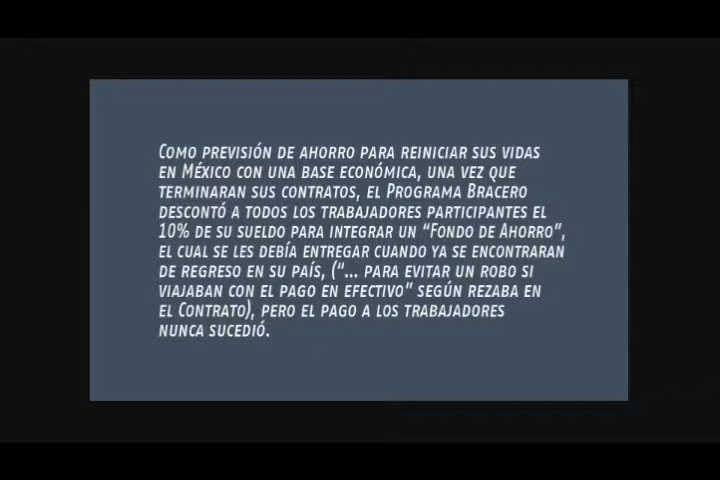 COMO PREVISIÓN DE AHORRO PARA REINICIAR SUS VIDAS
EN MÉXICO CON UNA BASE ECONÓMICA, UNA VEZ QUE
TERMINARAN SUS CONTRATOS, EL PROGRAMA BRACERO
DESCONTÓ A TODOS LOS TRABAJADORES PARTICIPANTES EL
10% DE SU SUELDO PARA INTEGRAR UN “FONDO DE AHORRO”,
EL CUAL SE LES DEBÍA ENTREGAR CUANDO YA SE ENCONTRARAN
DE REGRESO EN SU PAÍS, (“... PARA EVITAR UN ROBO SI
VIAJABAN CON EL PAGO EN EFECTIVO” SEGÚN REZABA EN
EL CONTRATO), PERO EL PAGO A LOS TRABAJADORES
NUNCA SUCEDIÓ.